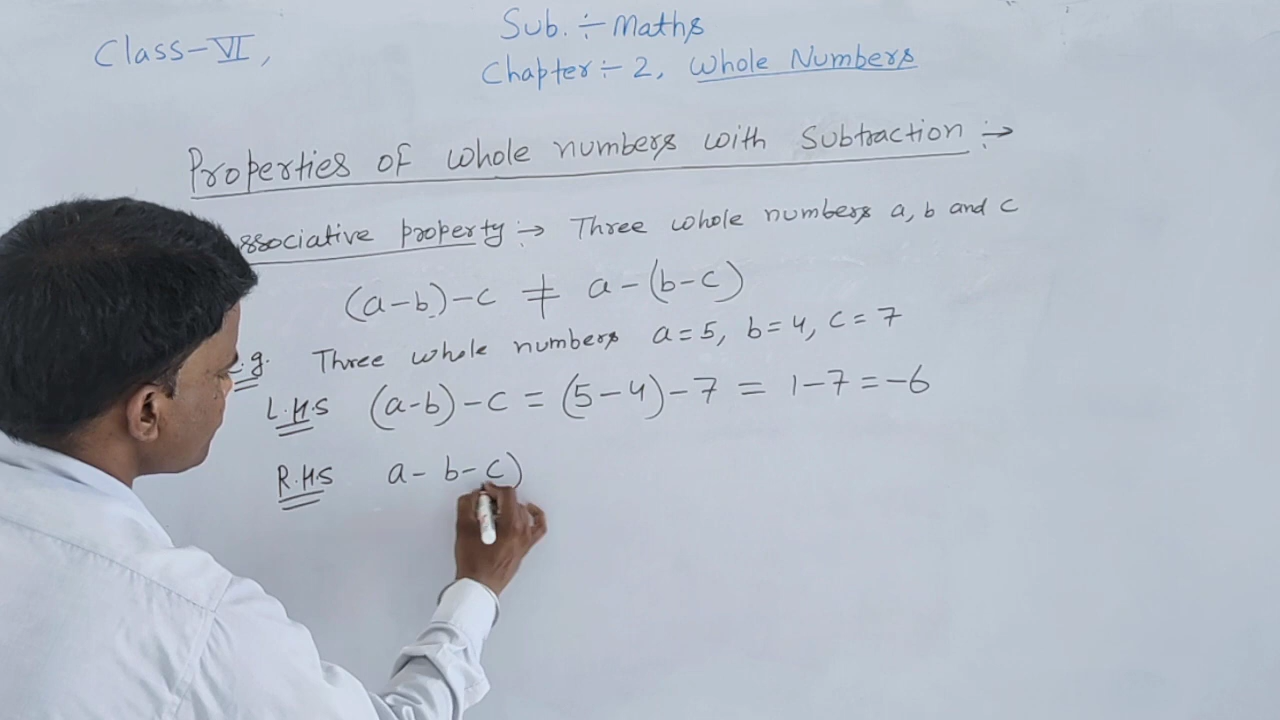 Class-VI,
Sub. :- Maths
Chapter :- 2, Whole Numbers
Properties of whole numbers with Subtraction :→
ssociative property :→ Three whole numbers a, b and c
(a-b)-c ≠ a-(b-c)
.g. Three whole numbers a=5, b=4, c=7
L.H.S (a-b)-c = (5-4)-7 = 1-7 = -6
R.H.S a- b-c)